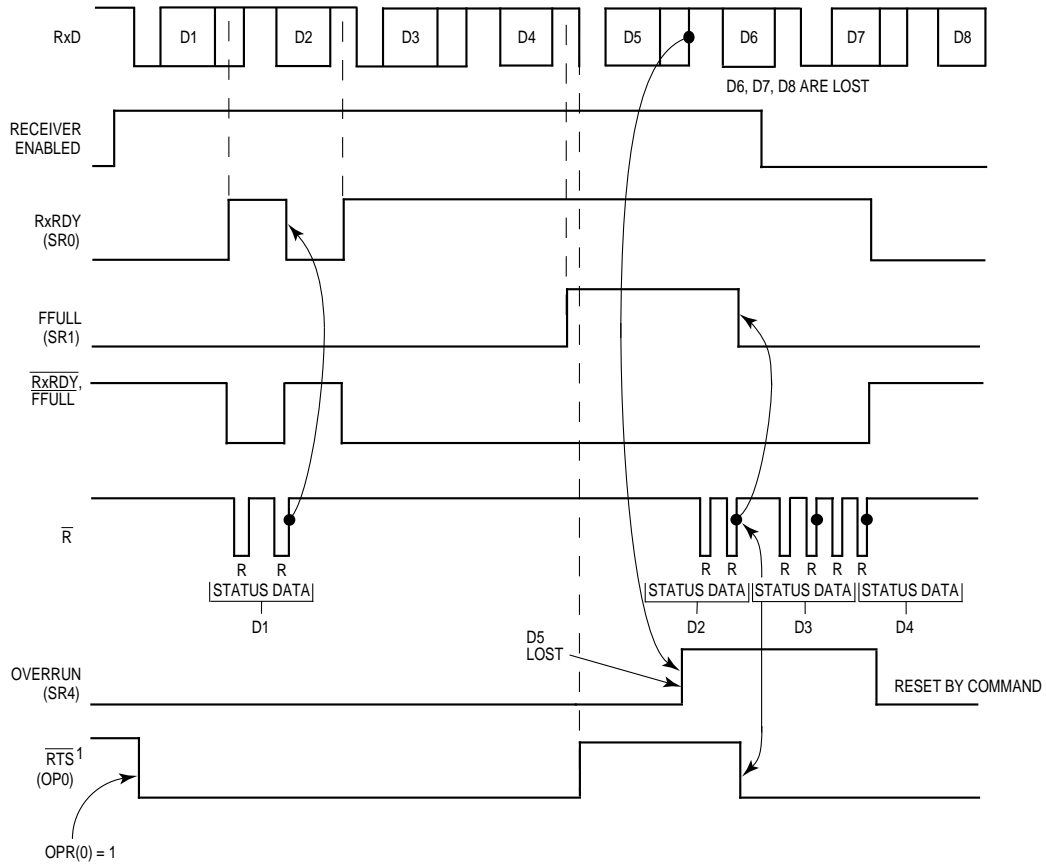 RxD
D1 D2 D3 D4 D5 D6 D7 D8
D6, D7, D8 ARE LOST
RECEIVER
ENABLED
RxRDY
(SR0)
FFULL
(SR1)
RxRDY,
FFULL
R
R R R R R R R R
STATUS DATA STATUS DATA STATUS DATA STATUS DATA
D1 D2 D3 D4
D5
LOST
OVERRUN
(SR4)
RESET BY COMMAND
RTS1
(OP0)
OPR(0) = 1